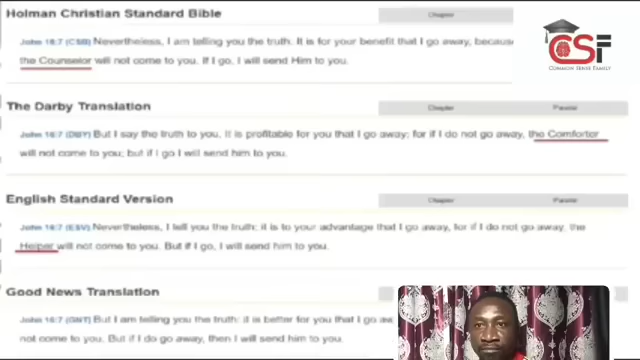 Holman Christian Standard Bible
Chapter
CSF
COMMON SENSE FAMILY
John 16:7 (CSB) Nevertheless, I am telling you the truth. It is for your benefit that I go away, because
the Counselor will not come to you. If I go, I will send Him to you.
The Darby Translation
Chapter Parallel
John 16:7 (DBY) But I say the truth to you, It is profitable for you that I go away; for if I do not go away, the Comforter
will not come to you; but if I go I will send him to you.
English Standard Version
Chapter Parallel
John 16:7 (ESV) Nevertheless, I tell you the truth: it is to your advantage that I go away, for if I do not go away, the
Helper will not come to you. But if I go, I will send him to you.
Good News Translation
John 16:7 (GNT) But I am telling you the truth: it is better for you that I go
not come to you. But if I do go away, then I will send him to you.